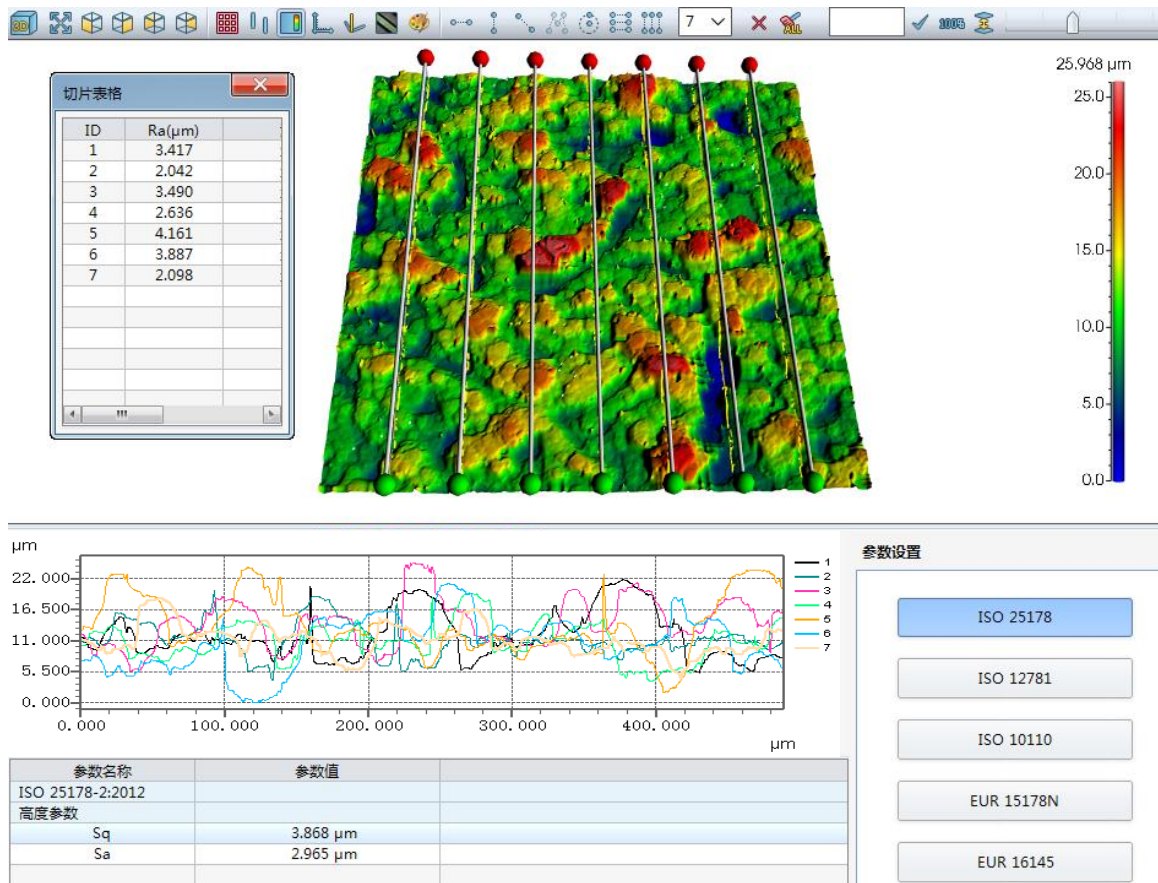 3D
7
ALL
100%
切片表格
ID Ra(μm)
1 3.417
2 2.042
3 3.490
4 2.636
5 4.161
6 3.887
7 2.098
25.968 μm
25.0
20.0
15.0
10.0
5.0
0.0
μm
22.000
16.500
11.000
5.500
0.000
0.000 100.000 200.000 300.000 400.000
μm
1
2
3
4
5
6
7
参数名称 参数值
ISO 25178-2:2012
高度参数
Sq 3.868 μm
Sa 2.965 μm
参数设置
ISO 25178
ISO 12781
ISO 10110
EUR 15178N
EUR 16145